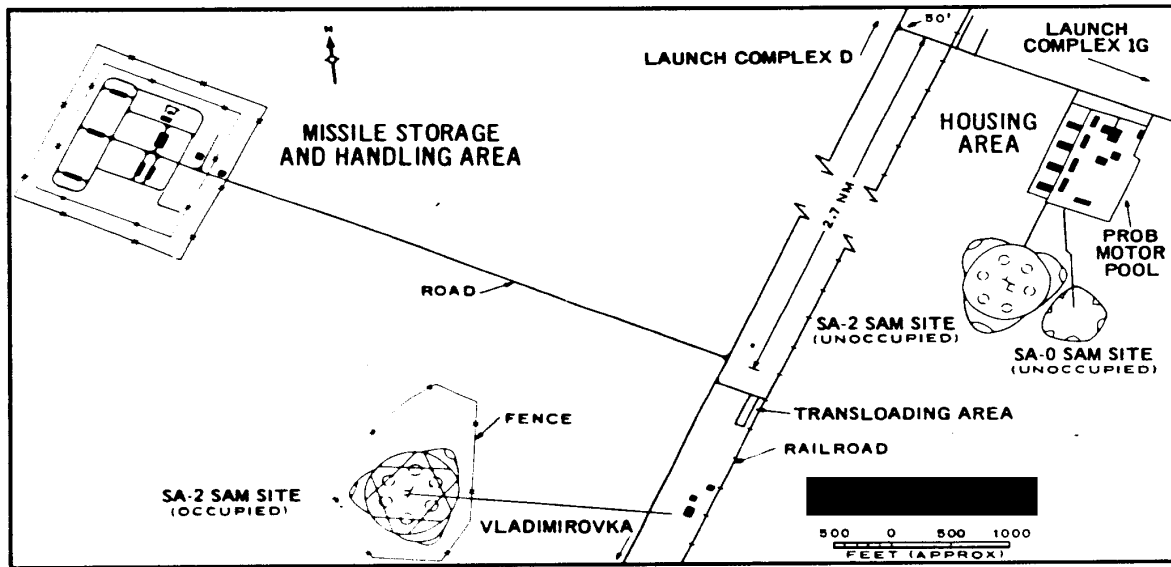 N
50'
LAUNCH COMPLEX D
LAUNCH
COMPLEX 1G
MISSILE STORAGE
AND HANDLING AREA
HOUSING
AREA
2.7 NM
PROB
MOTOR
POOL
ROAD
SA-2 SAM SITE
(UNOCCUPIED)
SA-0 SAM SITE
(UNOCCUPIED)
TRANSLOADING AREA
FENCE
RAILROAD
SA-2 SAM SITE
(OCCUPIED)
VLADIMIROVKA
500 0 500 1000
FEET (APPROX)